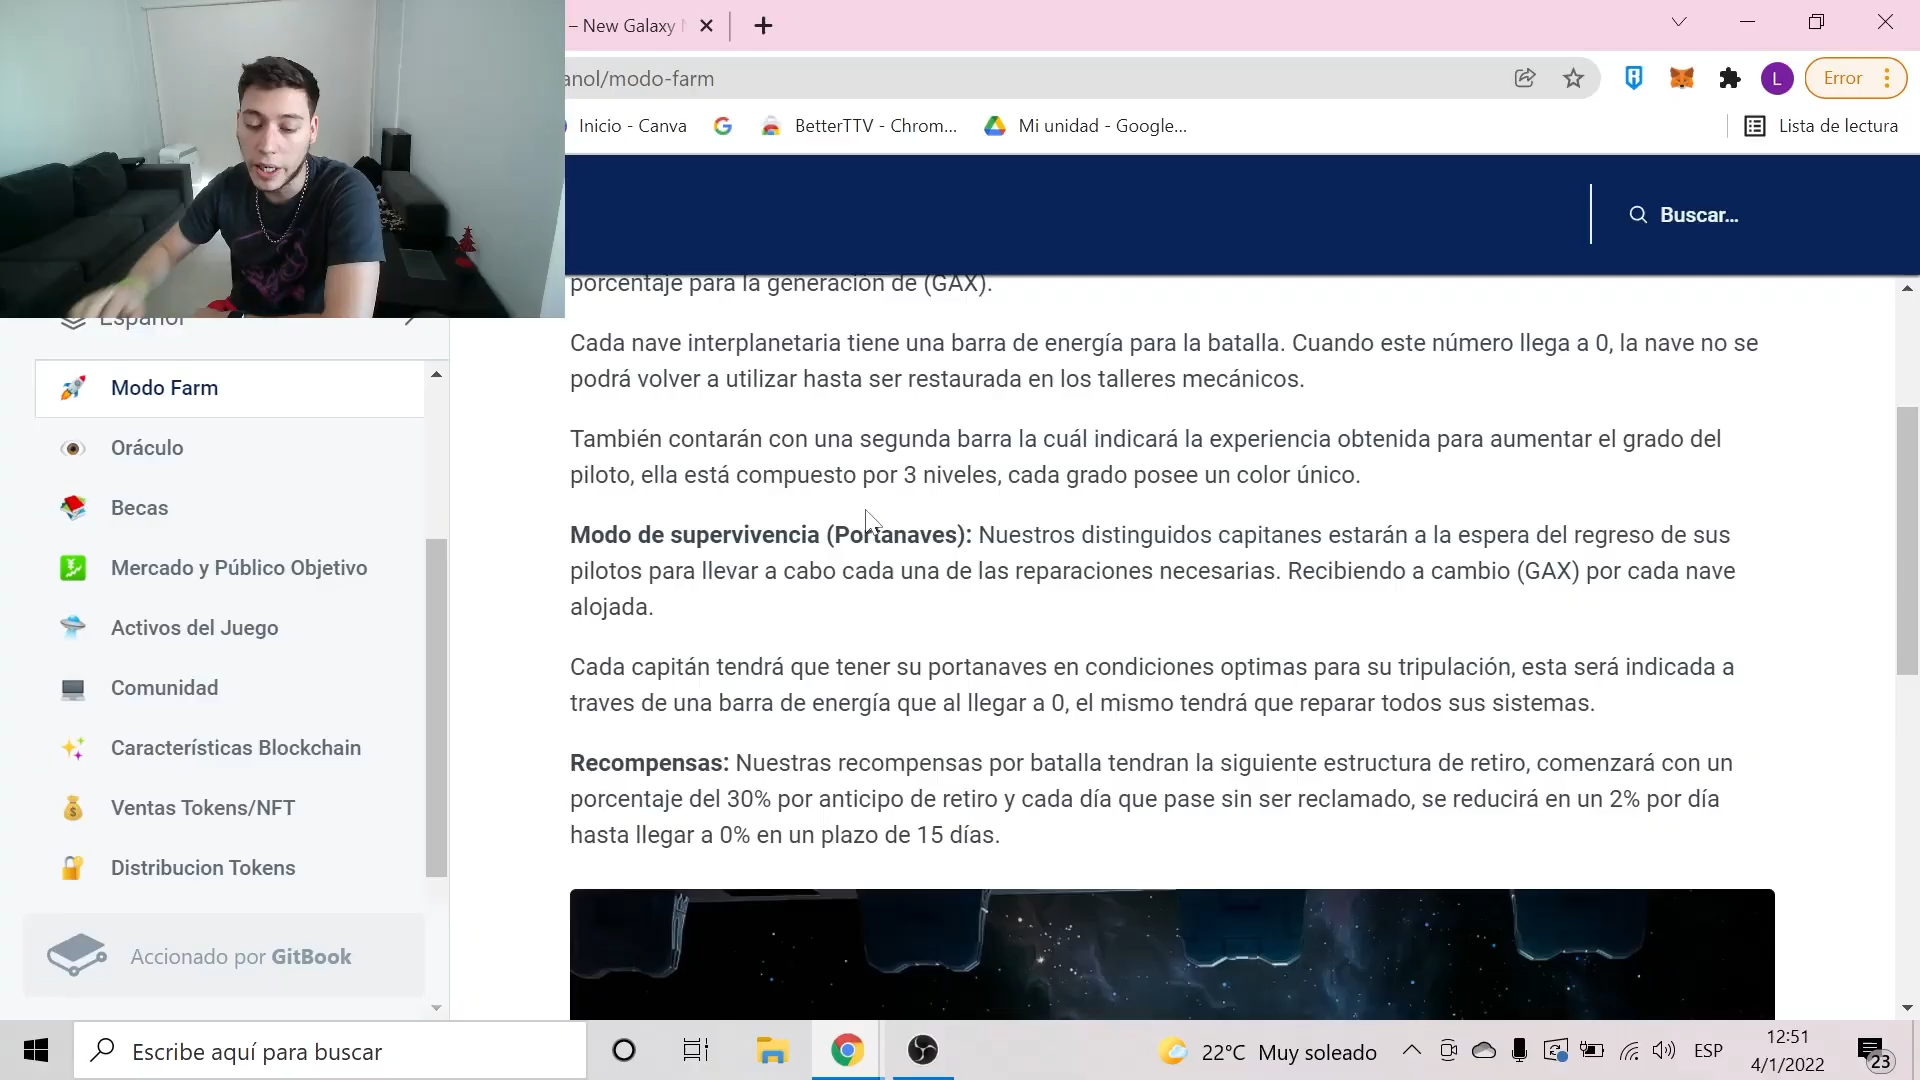 – New Galaxy
anol/modo-farm
Error
Inicio - Canva
BetterTTV - Chrom...
Mi unidad - Google...
Lista de lectura
Buscar...
Español
Modo Farm
Oráculo
Becas
Mercado y Público Objetivo
Activos del Juego
Comunidad
Características Blockchain
Ventas Tokens/NFT
Distribucion Tokens
Accionado por GitBook
porcentaje para la generación de (GAX).
Cada nave interplanetaria tiene una barra de energía para la batalla. Cuando este número llega a 0, la nave no se
podrá volver a utilizar hasta ser restaurada en los talleres mecánicos.
También contarán con una segunda barra la cuál indicará la experiencia obtenida para aumentar el grado del
piloto, ella está compuesto por 3 niveles, cada grado posee un color único.
Modo de supervivencia (Portanaves): Nuestros distinguidos capitanes estarán a la espera del regreso de sus
pilotos para llevar a cabo cada una de las reparaciones necesarias. Recibiendo a cambio (GAX) por cada nave
alojada.
Cada capitán tendrá que tener su portanaves en condiciones optimas para su tripulación, esta será indicada a
traves de una barra de energía que al llegar a 0, el mismo tendrá que reparar todos sus sistemas.
Recompensas: Nuestras recompensas por batalla tendran la siguiente estructura de retiro, comenzará con un
porcentaje del 30% por anticipo de retiro y cada día que pase sin ser reclamado, se reducirá en un 2% por día
hasta llegar a 0% en un plazo de 15 días.
Escribe aquí para buscar
22°C Muy soleado
ESP
12:51
4/1/2022
23
L